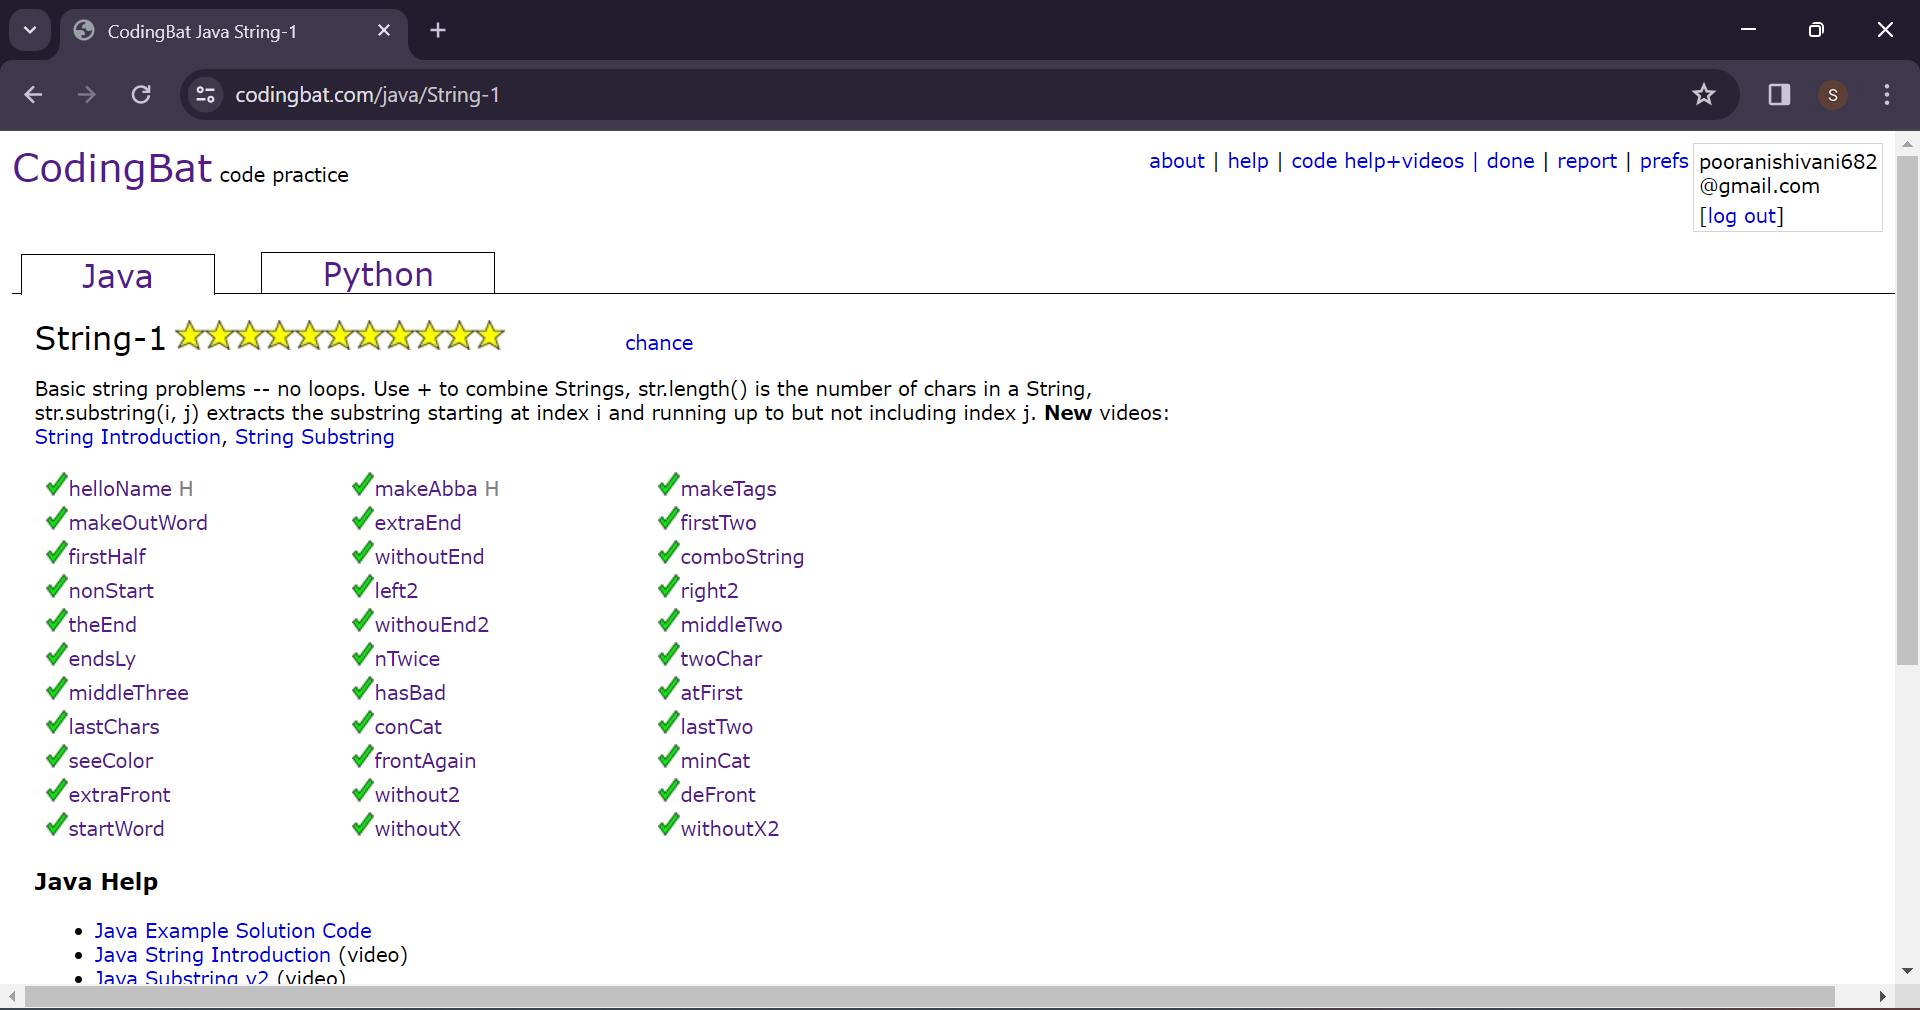 CodingBat Java String-1
codingbat.com/java/String-1
S
CodingBat code practice
about | help | code help+videos | done | report | prefs
pooranishivani682
@gmail.com
[log out]
Java
Python
String-1
chance
Basic string problems -- no loops. Use + to combine Strings, str.length() is the number of chars in a String,
str.substring(i, j) extracts the substring starting at index i and running up to but not including index j. New videos:
String Introduction, String Substring
helloName H makeAbba H makeTags
makeOutWord extraEnd firstTwo
firstHalf withoutEnd comboString
nonStart left2 right2
theEnd withouEnd2 middleTwo
endsLy nTwice twoChar
middleThree hasBad atFirst
lastChars conCat lastTwo
seeColor frontAgain minCat
extraFront without2 deFront
startWord withoutX withoutX2
Java Help
• Java Example Solution Code
• Java String Introduction (video)
• Java Substring v2 (video)